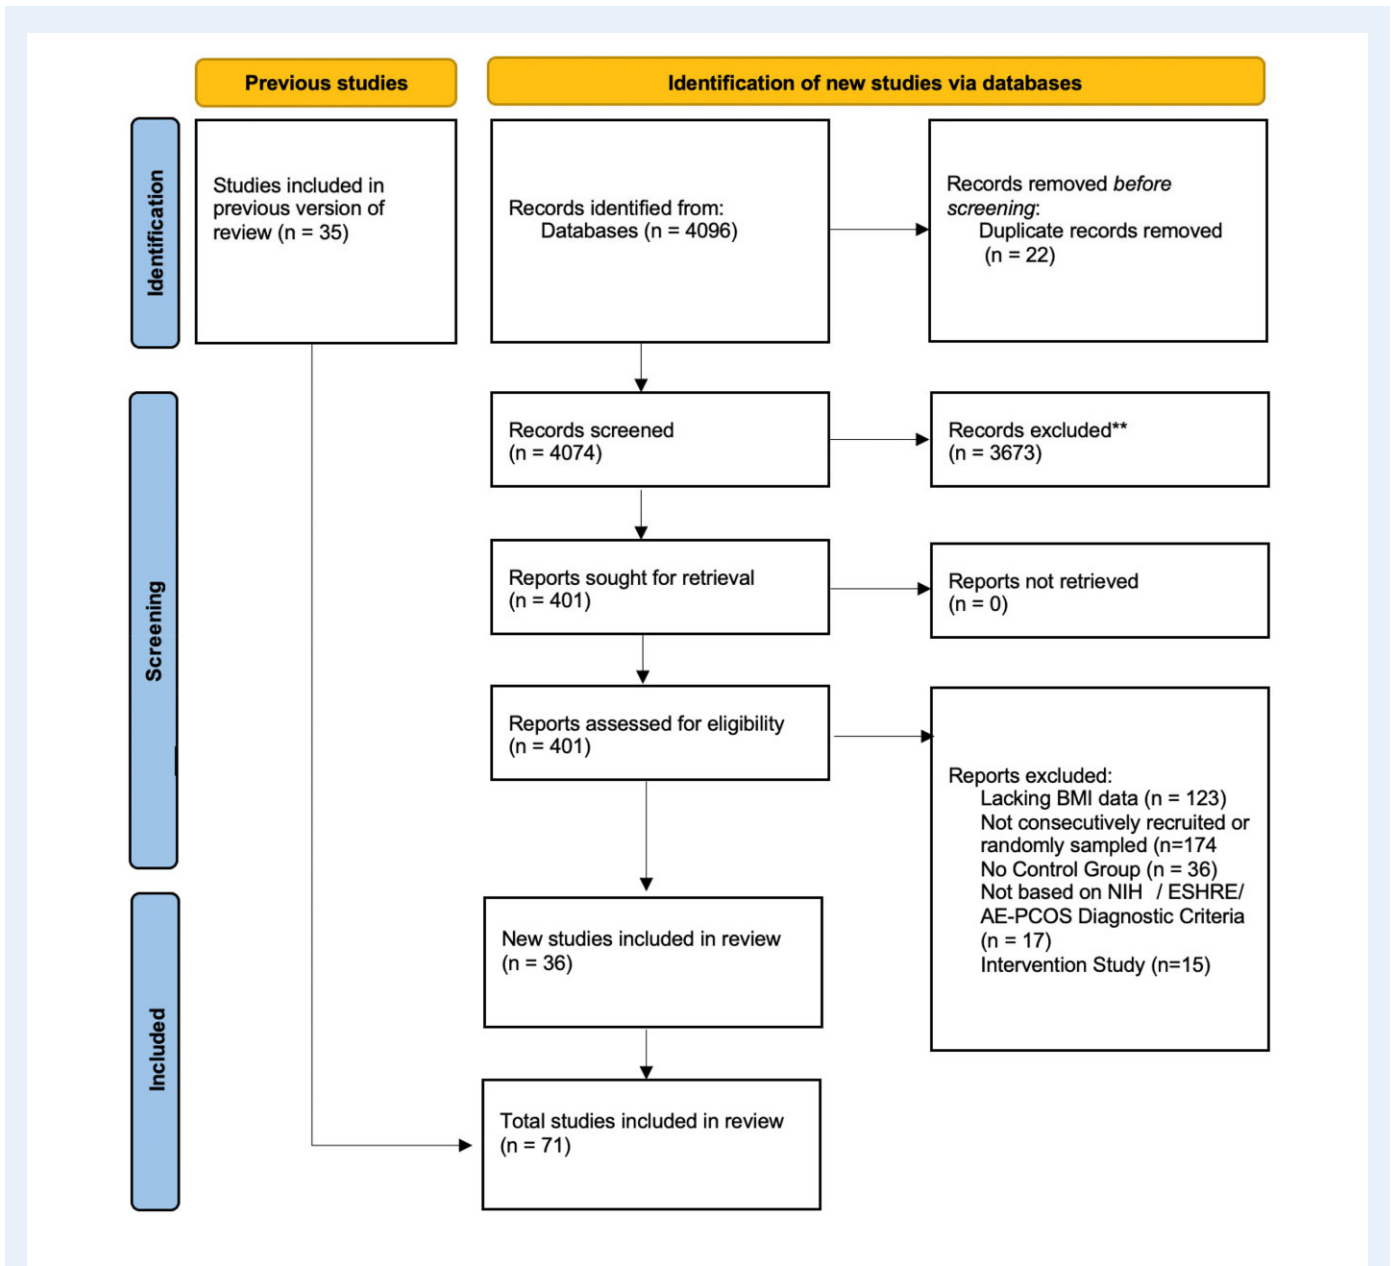 Previous studies
Identification of new studies via databases
Identification
Studies included in
previous version of
review (n = 35)
Records identified from:
Databases (n = 4096)
Records removed before
screening:
Duplicate records removed
(n = 22)
Screening
Records screened
(n = 4074)
Records excluded**
(n = 3673)
Reports sought for retrieval
(n = 401)
Reports not retrieved
(n = 0)
Reports assessed for eligibility
(n = 401)
Reports excluded:
Lacking BMI data (n = 123)
Not consecutively recruited or
randomly sampled (n=174
No Control Group (n = 36)
Not based on NIH / ESHRE/
AE-PCOS Diagnostic Criteria
(n = 17)
Intervention Study (n=15)
Included
New studies included in review
(n = 36)
Total studies included in review
(n = 71)